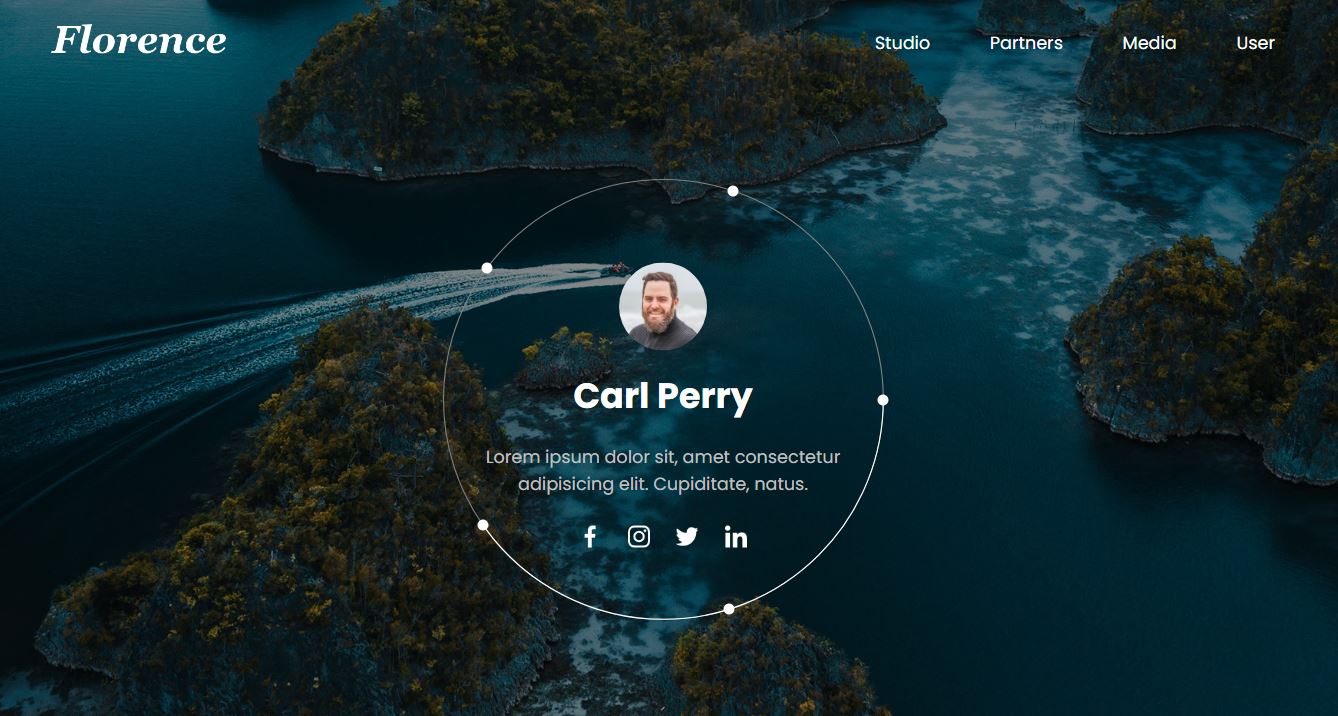 Florence
Studio Partners Media User
Carl Perry
Lorem ipsum dolor sit, amet consectetur
adipisicing elit. Cupiditate, natus.